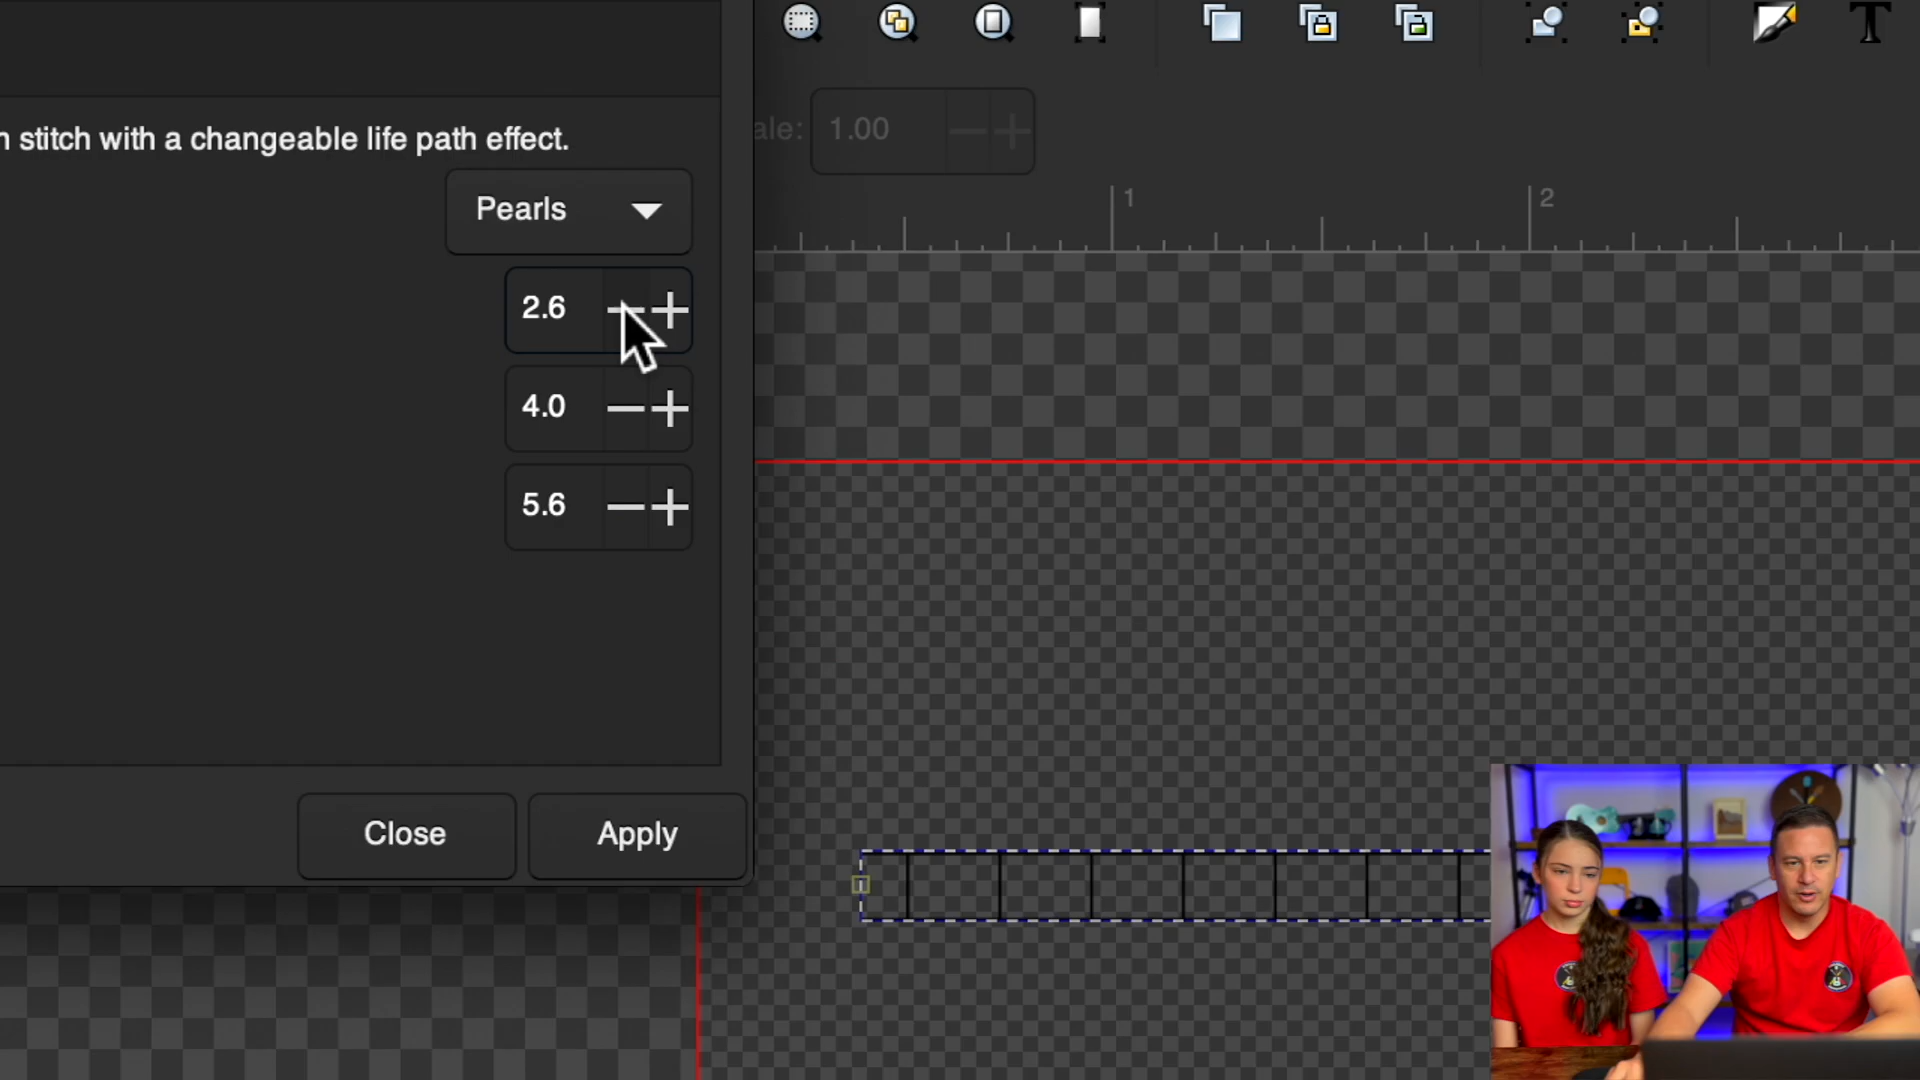 n stitch with a changeable life path effect.
Pearls
2.6
4.0
5.6
Close
Apply
ale:
1.00
1
2